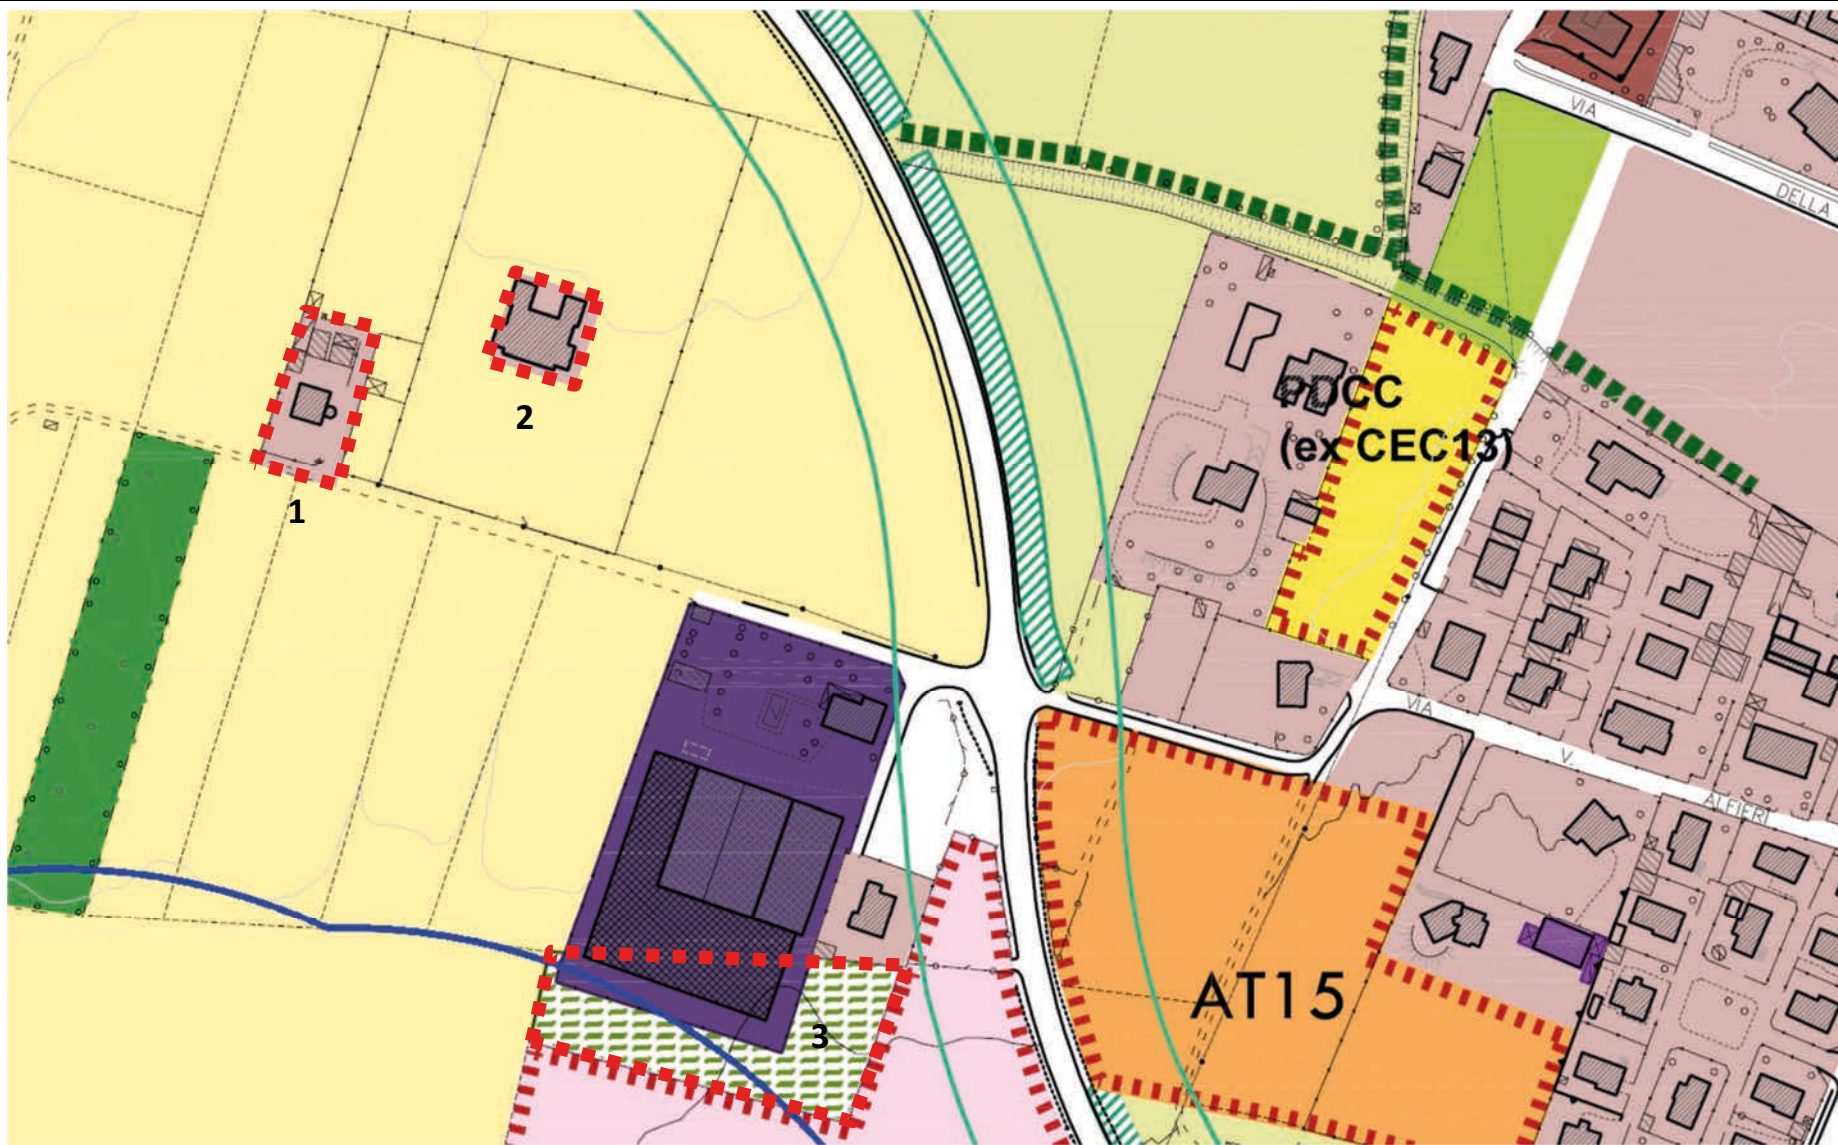 VIA
DELLA
PDCC
(ex CEC13)
2
1
VIA
V.
ALFIERI
AT15
3